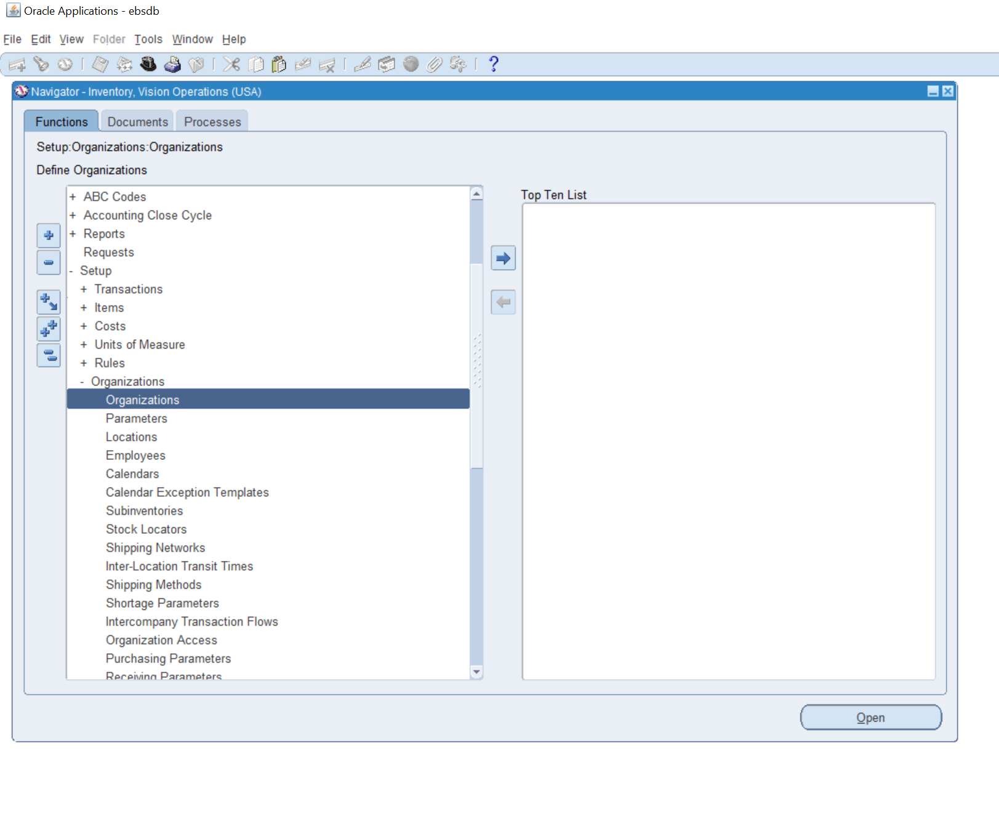 Oracle Applications - ebsdb
File Edit View Folder Tools Window Help
Navigator - Inventory, Vision Operations (USA)
Functions Documents Processes
Setup:Organizations:Organizations
Define Organizations
+ ABC Codes
+ Accounting Close Cycle
+ Reports
Requests
- Setup
+ Transactions
+ Items
+ Costs
+ Units of Measure
+ Rules
- Organizations
Organizations
Parameters
Locations
Employees
Calendars
Calendar Exception Templates
Subinventories
Stock Locators
Shipping Networks
Inter-Location Transit Times
Shipping Methods
Shortage Parameters
Intercompany Transaction Flows
Organization Access
Purchasing Parameters
Receiving Parameters
Top Ten List
Open